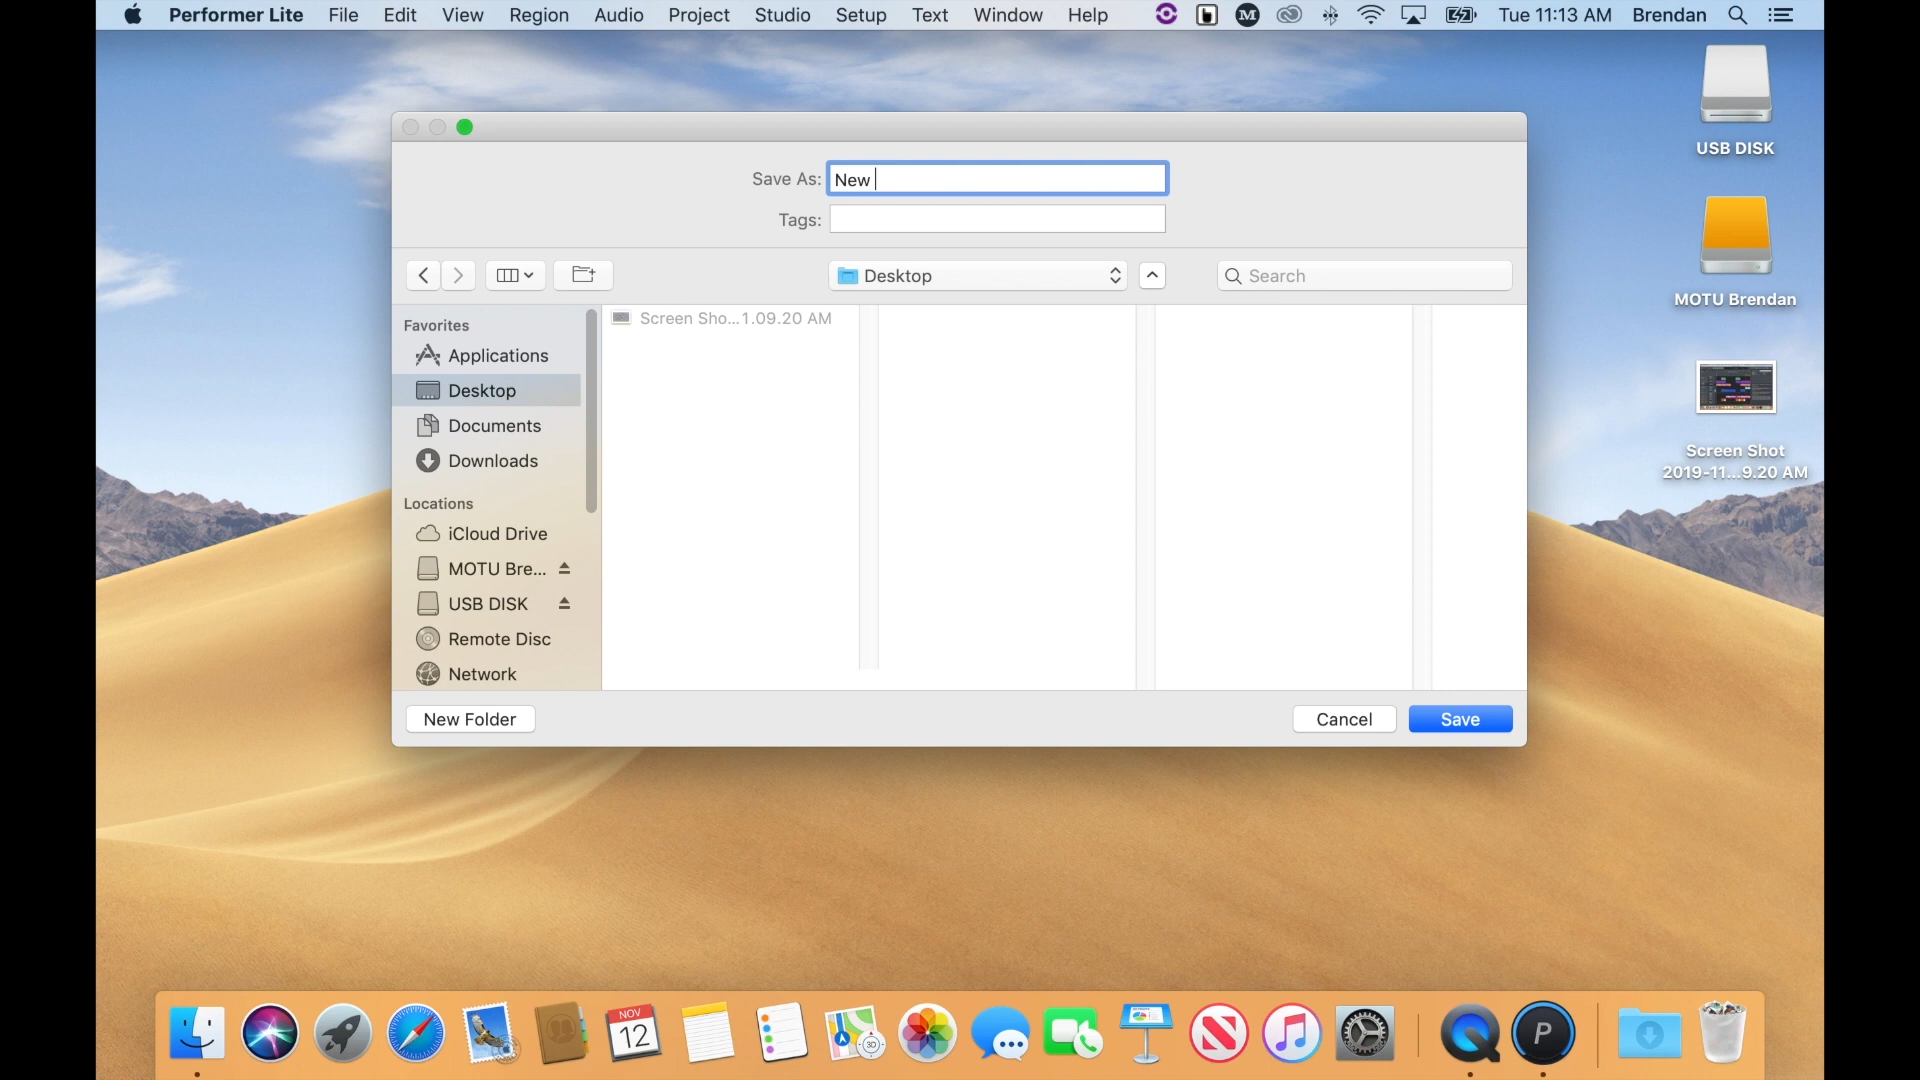 Performer Lite File Edit View Region Audio Project Studio Setup Text Window Help M Tue 11:13 AM Brendan
USB DISK
MOTU Brendan
Screen Shot
2019-11...9.20 AM
Save As: New
Tags:
Desktop
Search
Favorites
Applications
Desktop
Documents
Downloads
Locations
iCloud Drive
MOTU Bre...
USB DISK
Remote Disc
Network
Screen Sho...1.09.20 AM
New Folder
Cancel
Save
NOV
12
3D
P